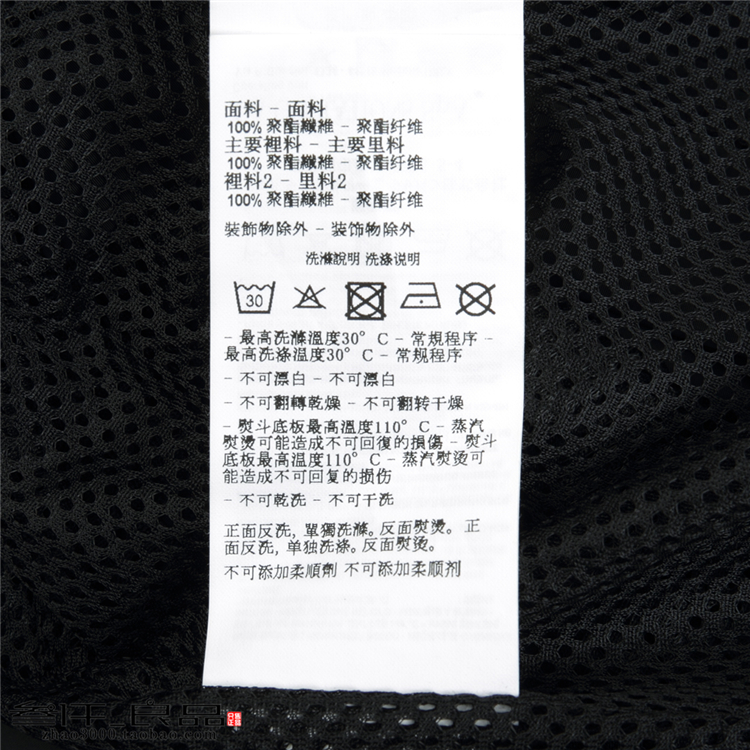 面料 - 面料
100% 聚酯纖維 - 聚酯纤维
主要裡料 - 主要里料
100% 聚酯纖維 - 聚酯纤维
裡料2 - 里料2
100% 聚酯纖維 - 聚酯纤维
裝飾物除外 - 装饰物除外
洗滌說明 洗涤说明
30
- 最高洗滌溫度30° C - 常規程序 -
最高洗涤温度30° C - 常规程序
- 不可漂白 - 不可漂白
- 不可翻轉乾燥 - 不可翻转干燥
- 熨斗底板最高溫度110° C - 蒸汽
熨燙可能造成不可回復的損傷 - 熨斗
底板最高温度110° C - 蒸汽熨烫可
能造成不可回复的损伤
- 不可乾洗 - 不可干洗
正面反洗, 單獨洗滌。反面熨燙。 正
面反洗, 单独洗涤。反面熨烫。
不可添加柔順劑 不可添加柔顺剂
zhao3000.taobao.com